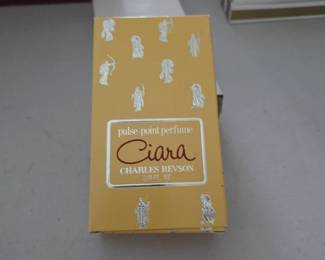 pulse-point perfume
Ciara
CHARLES REVSON